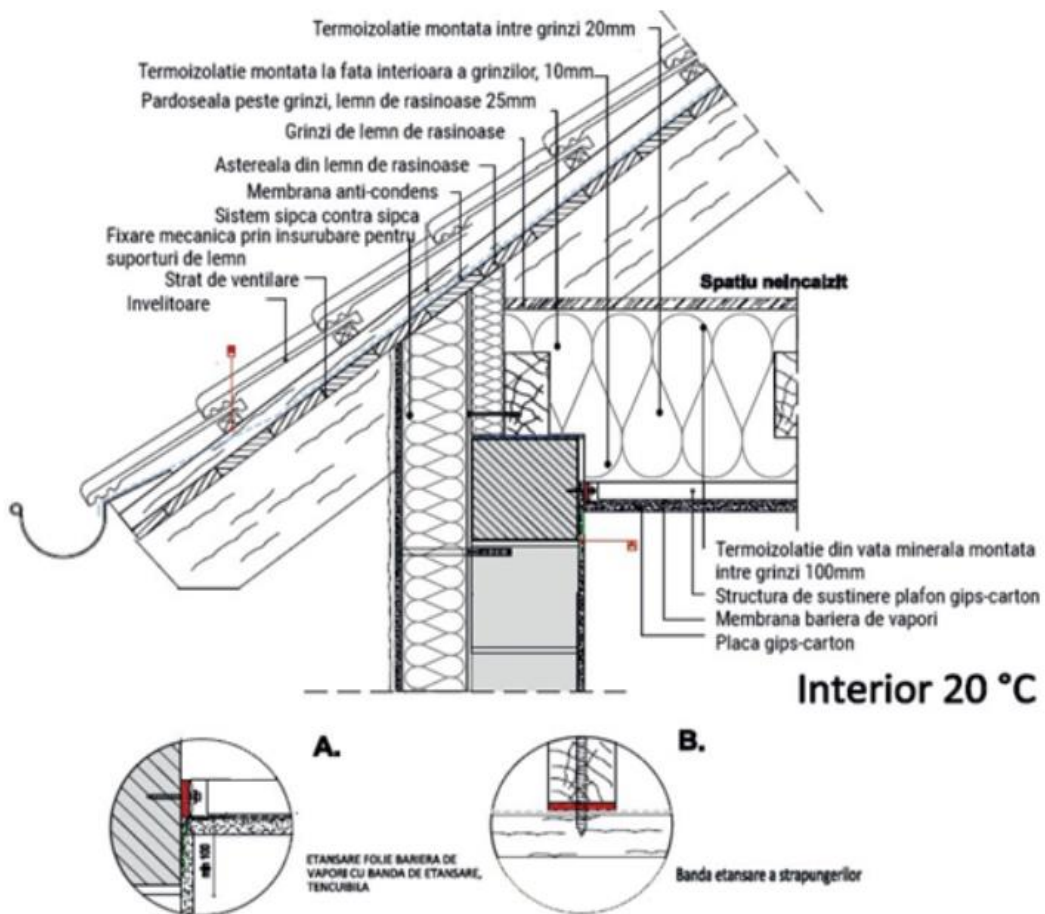 Termoizolatie montata intre grinzi 20mm
Termoizolatie montata la fata interioara a grinzilor, 10mm
Pardoseala peste grinzi, lemn de rasinoase 25mm
Grinzi de lemn de rasinoase
Astereala din lemn de rasinoase
Membrana anti-condens
Sistem sipca contra sipca
Fixare mecanica prin insurubare pentru
suporturi de lemn
Strat de ventilare
Invelitoare
Spatiu neincalzit
Termoizolatie din vata minerala montata
intre grinzi 100mm
Structura de sustinere plafon gips-carton
Membrana bariera de vapori
Placa gips-carton
Interior 20 °C
A.
B.
min 100
ETANSARE FOLIE BARIERA DE
VAPORI CU BANDA DE ETANSARE,
TENCUIBILA
Banda etansare a strapungerilor